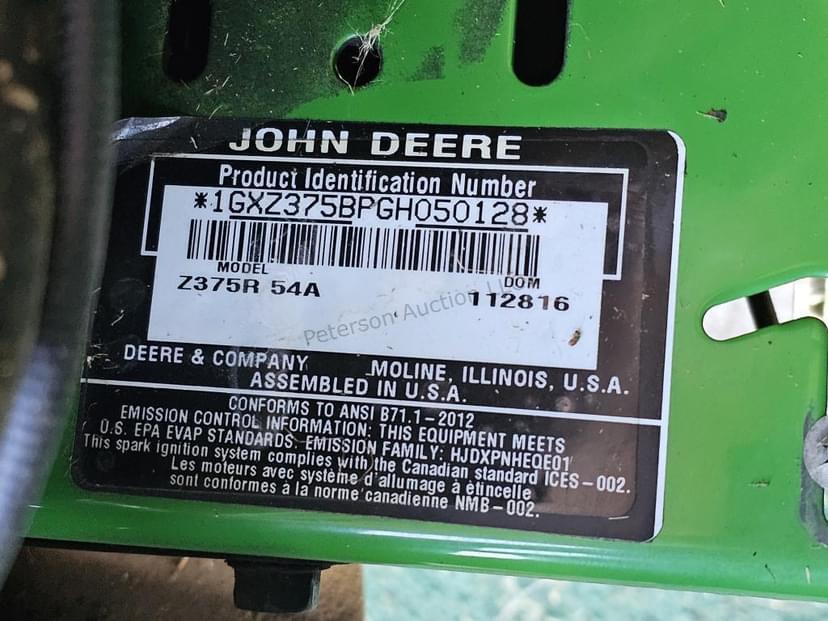 JOHN DEERE
Product Identification Number
*1GXZ375BPGH050128*
MODEL DOM
Z375R 54A 112816
Peterson Auction LLC
DEERE & COMPANY MOLINE, ILLINOIS, U.S.A.
ASSEMBLED IN U.S.A.
CONFORMS TO ANSI B71.1-2012
EMISSION CONTROL INFORMATION: THIS EQUIPMENT MEETS
U.S. EPA EVAP STANDARDS. EMISSION FAMILY: HJDXPNHEQE01
This spark ignition system complies with the Canadian standard ICES-002.
Les moteurs avec système d'allumage à étincelle
sont conformes à la norme canadienne NMB-002.